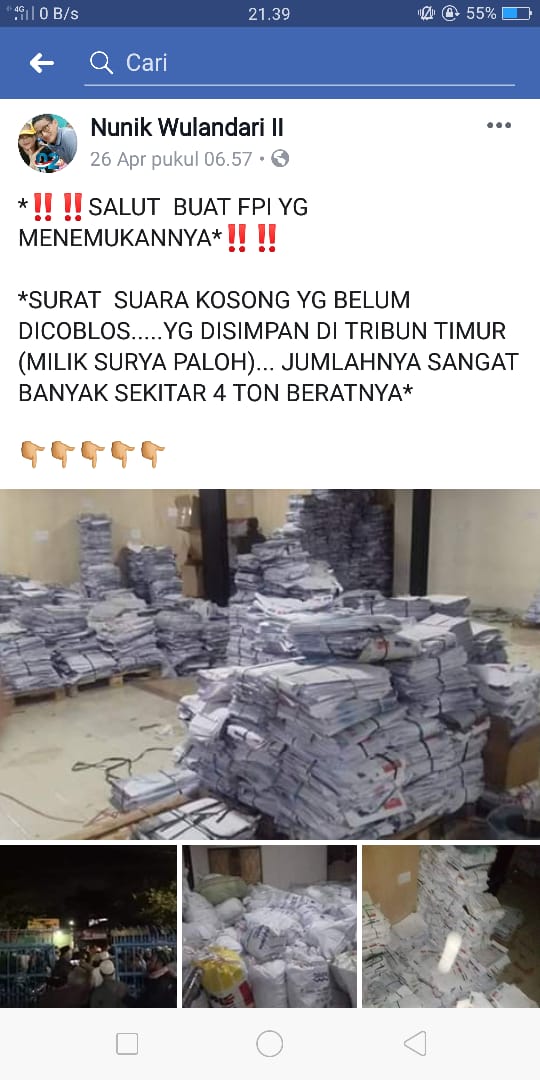 4G 0 B/s 21.39 55%
Cari
Nunik Wulandari II
26 Apr pukul 06.57 •
*‼️ ‼️SALUT BUAT FPI YG
MENEMUKANNYA*‼️ ‼️
*SURAT SUARA KOSONG YG BELUM
DICOBLOS.....YG DISIMPAN DI TRIBUN TIMUR
(MILIK SURYA PALOH)... JUMLAHNYA SANGAT
BANYAK SEKITAR 4 TON BERATNYA*
👇👇👇👇👇